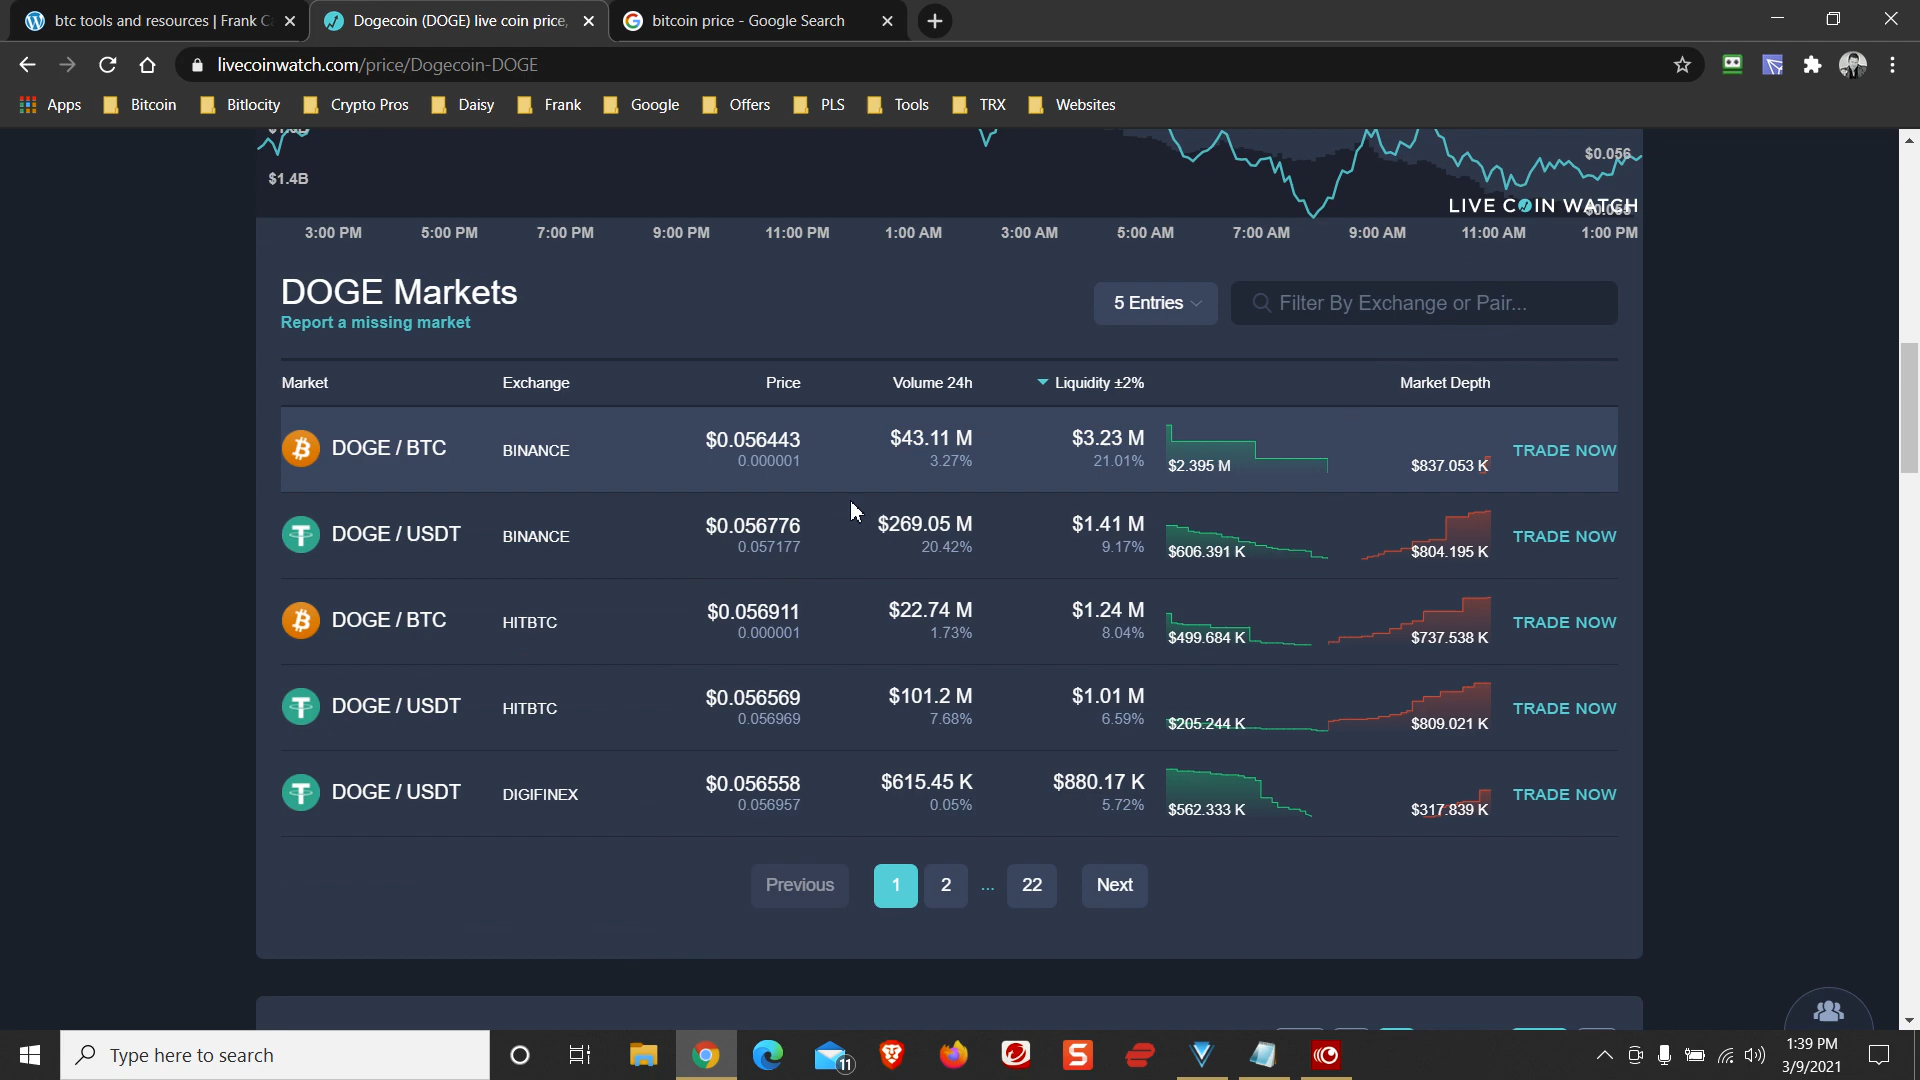 btc tools and resources | Frank C
Dogecoin (DOGE) live coin price,
bitcoin price - Google Search
livecoinwatch.com/price/Dogecoin-DOGE
Apps Bitcoin Bitlocity Crypto Pros Daisy Frank Google Offers PLS Tools TRX Websites
$0.056
$1.4B
LIVE COIN WATCH
3:00 PM 5:00 PM 7:00 PM 9:00 PM 11:00 PM 1:00 AM 3:00 AM 5:00 AM 7:00 AM 9:00 AM 11:00 AM 1:00 PM
DOGE Markets
5 Entries
Filter By Exchange or Pair...
Report a missing market
Market Exchange Price Volume 24h Liquidity ±2% Market Depth
DOGE / BTC BINANCE $0.056443 $43.11 M $3.23 M $2.395 M $837.053 K TRADE NOW
0.000001 3.27% 21.01%
DOGE / USDT BINANCE $0.056776 $269.05 M $1.41 M $606.391 K $804.195 K TRADE NOW
0.057177 20.42% 9.17%
DOGE / BTC HITBTC $0.056911 $22.74 M $1.24 M $499.684 K $737.538 K TRADE NOW
0.000001 1.73% 8.04%
DOGE / USDT HITBTC $0.056569 $101.2 M $1.01 M $205.244 K $809.021 K TRADE NOW
0.056969 7.68% 6.59%
DOGE / USDT DIGIFINEX $0.056558 $615.45 K $880.17 K $562.333 K $317.839 K TRADE NOW
0.056957 0.05% 5.72%
Previous 1 2 ... 22 Next
Type here to search
11
1:39 PM
3/9/2021